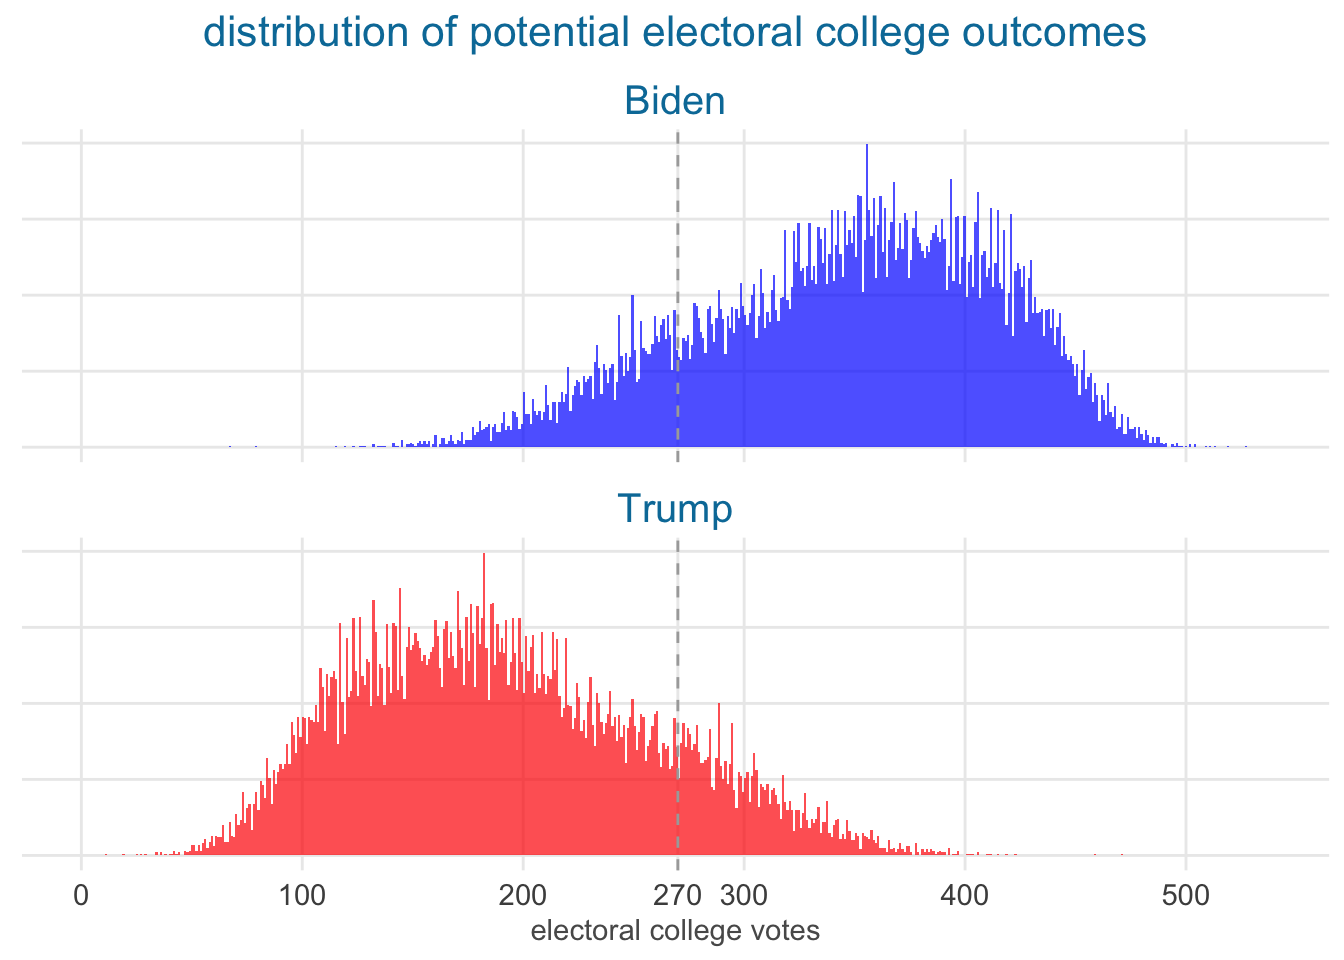 distribution of potential electoral college outcomes
Biden
Trump
0 100 200 270 300 400 500
electoral college votes